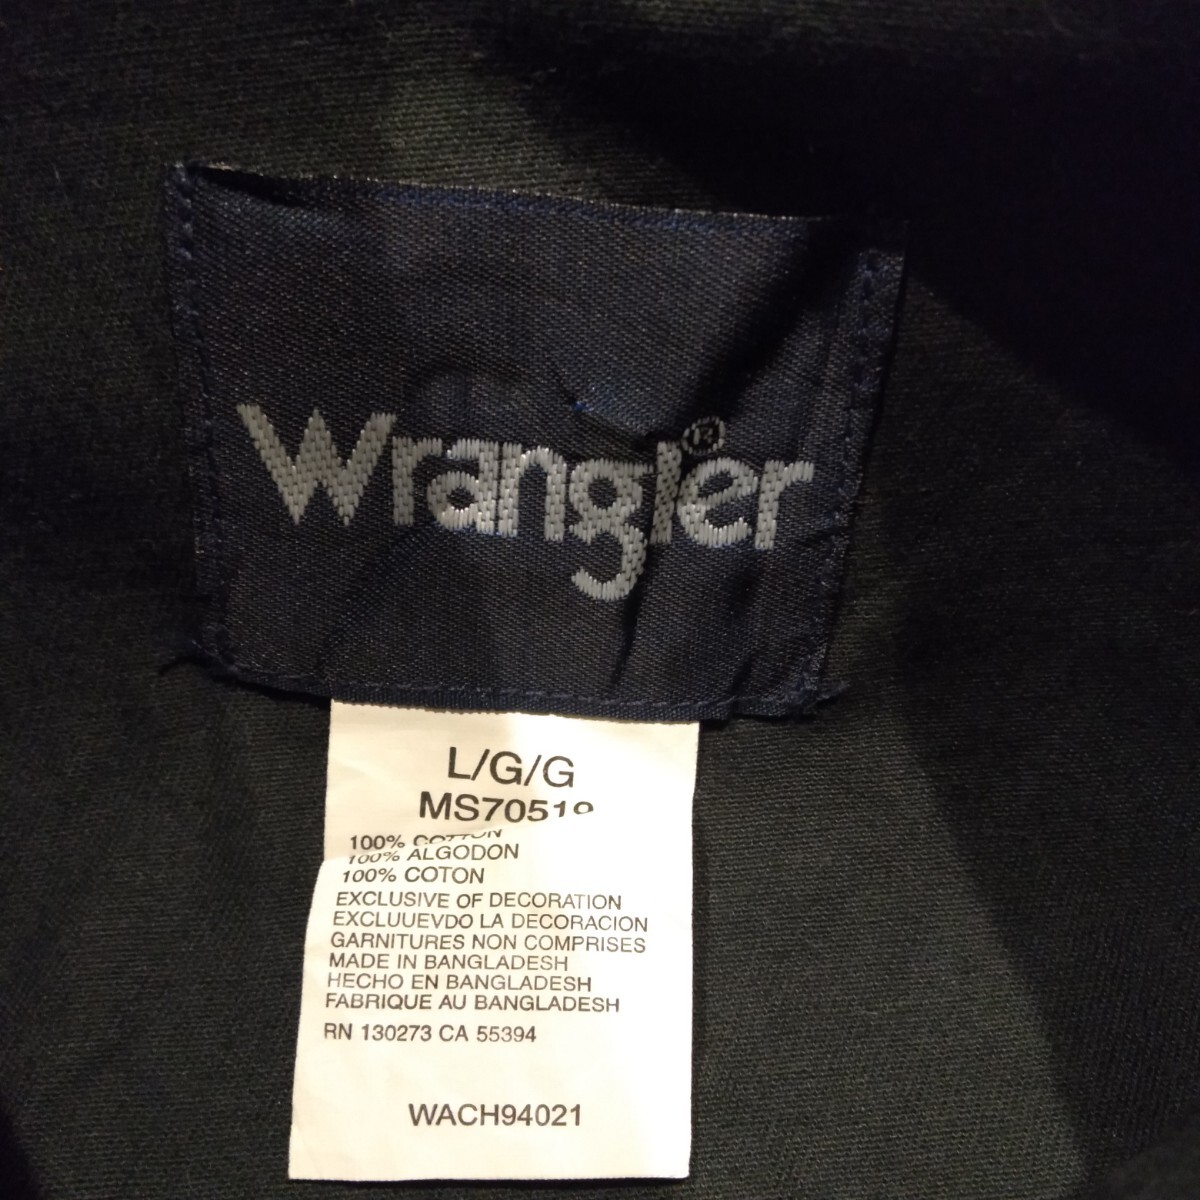 Wrangler®
L/G/G
MS70519
100% COTTON
100% ALGODON
100% COTON
EXCLUSIVE OF DECORATION
EXCLUUEVDO LA DECORACION
GARNITURES NON COMPRISES
MADE IN BANGLADESH
HECHO EN BANGLADESH
FABRIQUE AU BANGLADESH
RN 130273 CA 55394
WACH94021